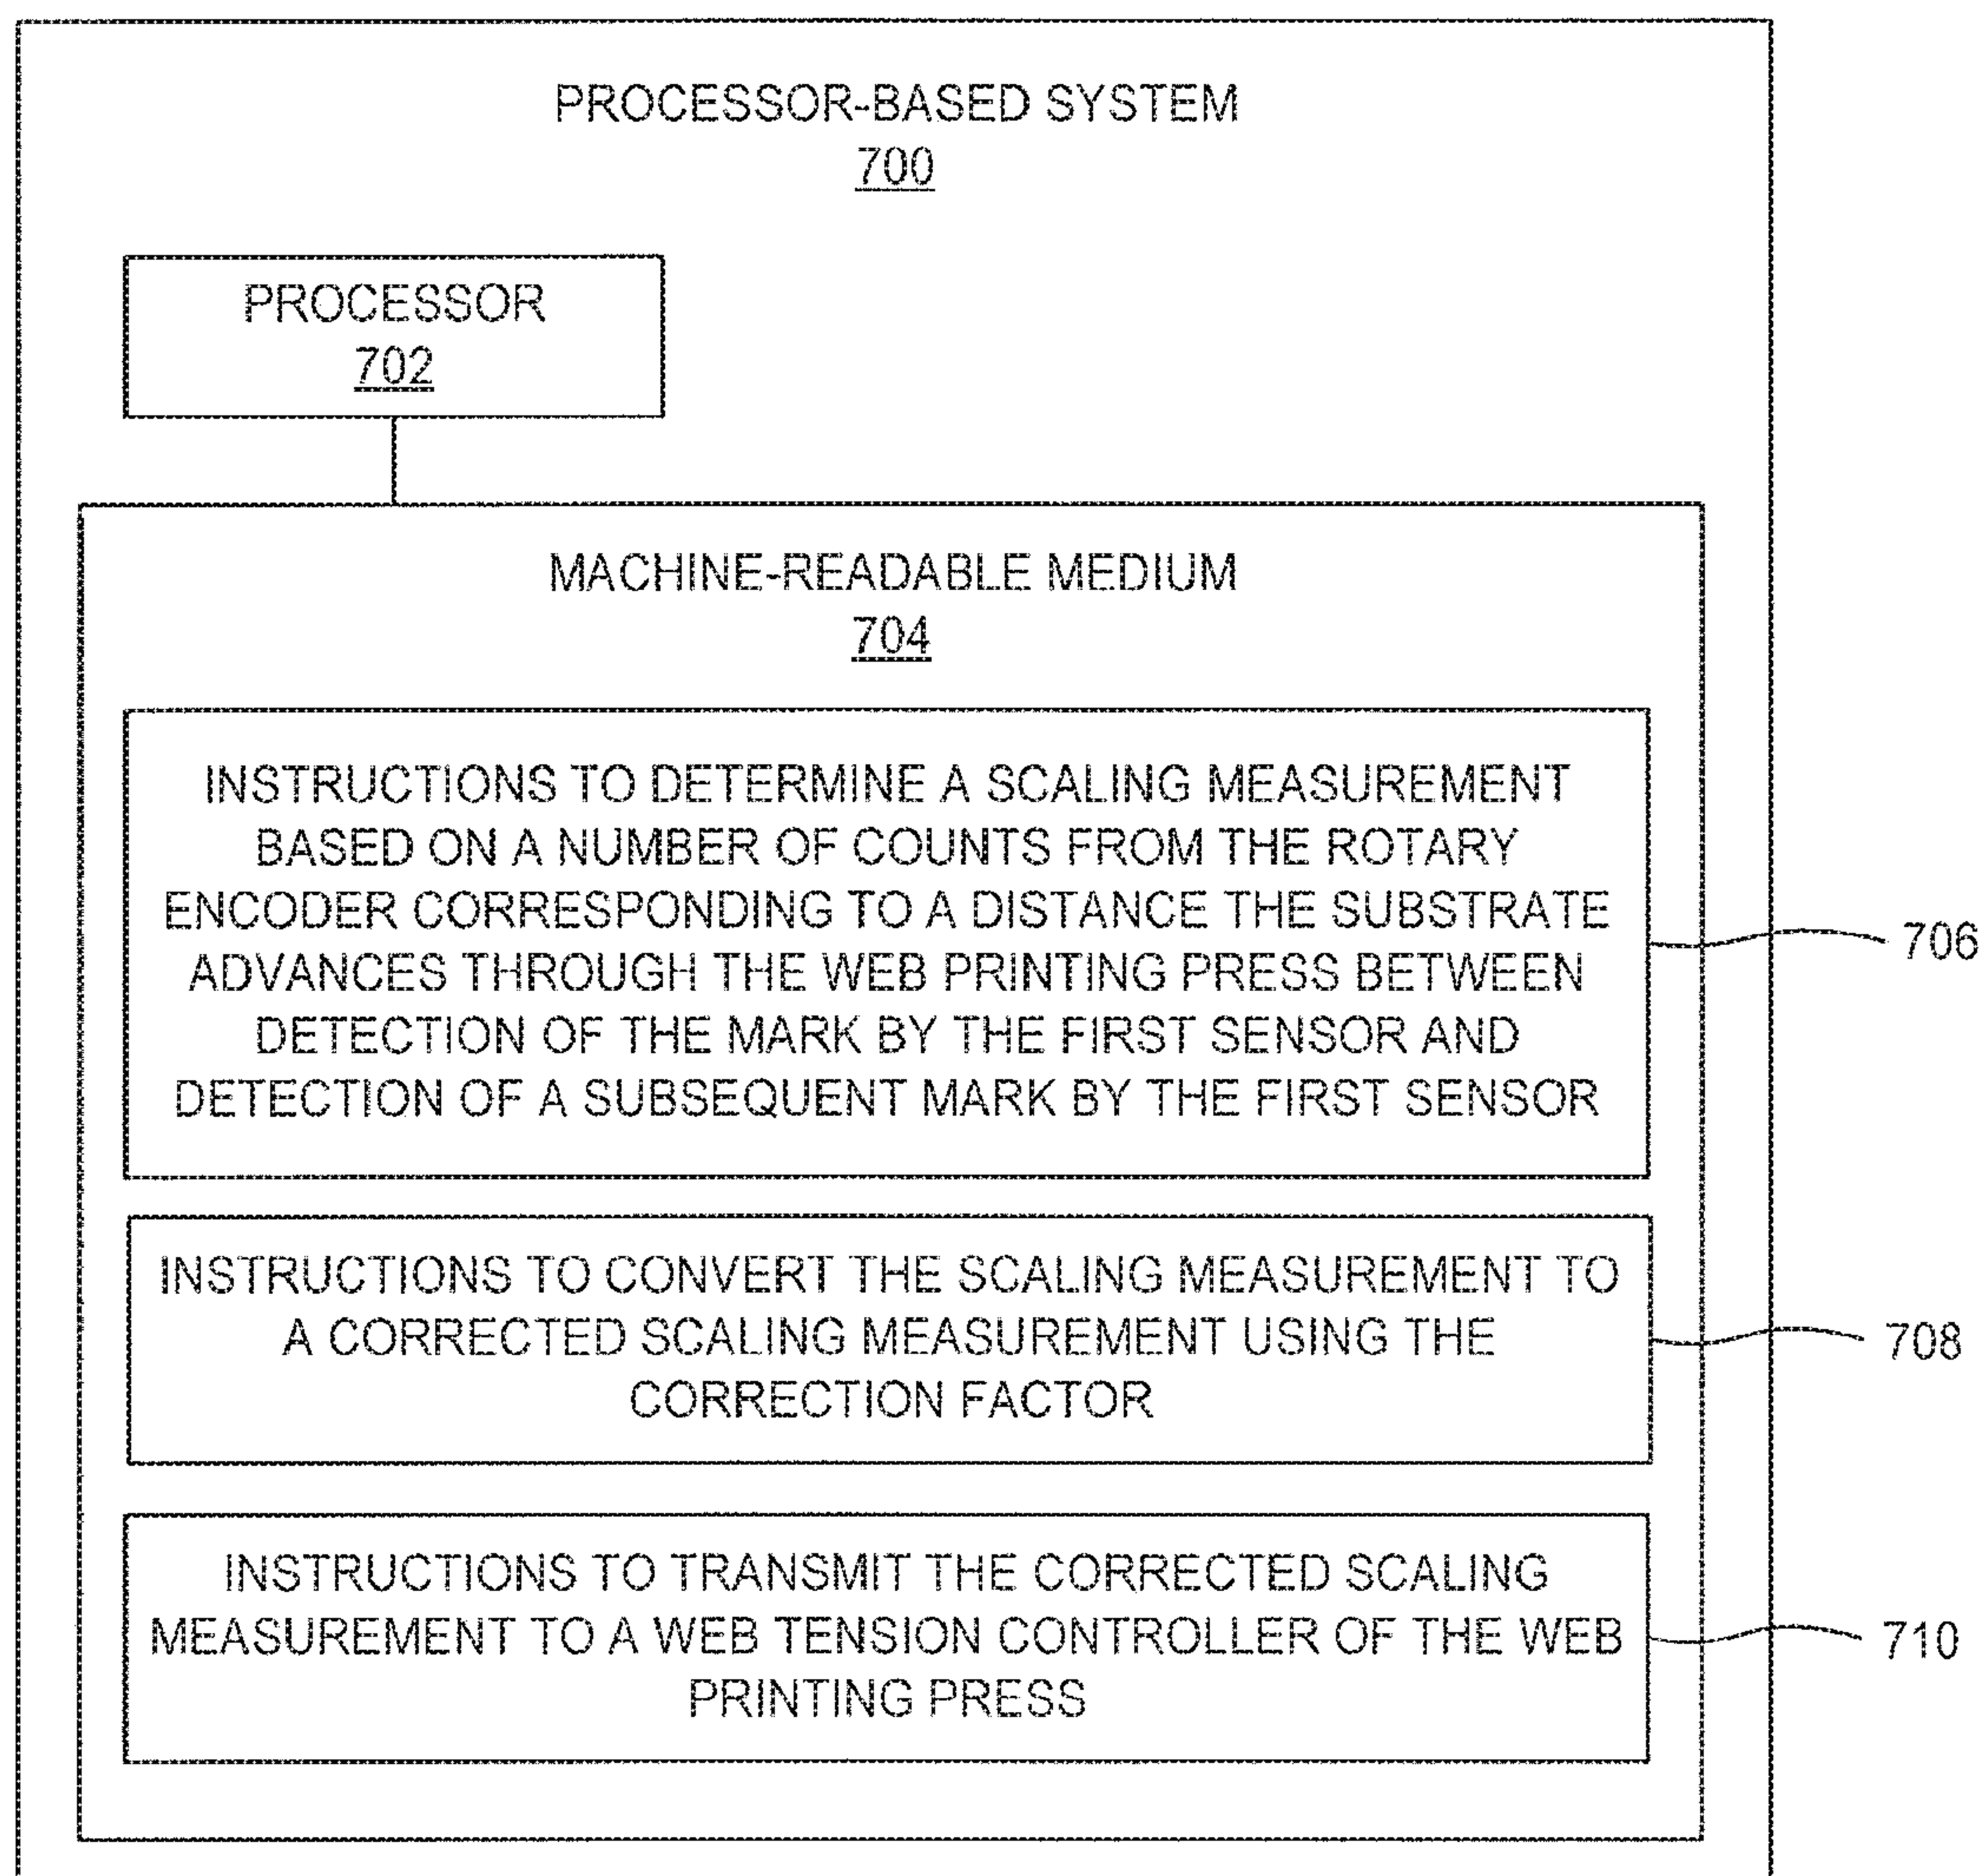 PROCESSOR-BASED SYSTEM
700
PROCESSOR
702
MACHINE-READABLE MEDIUM
704
INSTRUCTIONS TO DETERMINE A SCALING MEASUREMENT
BASED ON A NUMBER OF COUNTS FROM THE ROTARY
ENCODER CORRESPONDING TO A DISTANCE THE SUBSTRATE
ADVANCES THROUGH THE WEB PRINTING PRESS BETWEEN
DETECTION OF THE MARK BY THE FIRST SENSOR AND
DETECTION OF A SUBSEQUENT MARK BY THE FIRST SENSOR
706
INSTRUCTIONS TO CONVERT THE SCALING MEASUREMENT TO
A CORRECTED SCALING MEASUREMENT USING THE
CORRECTION FACTOR
708
INSTRUCTIONS TO TRANSMIT THE CORRECTED SCALING
MEASUREMENT TO A WEB TENSION CONTROLLER OF THE WEB
PRINTING PRESS
710